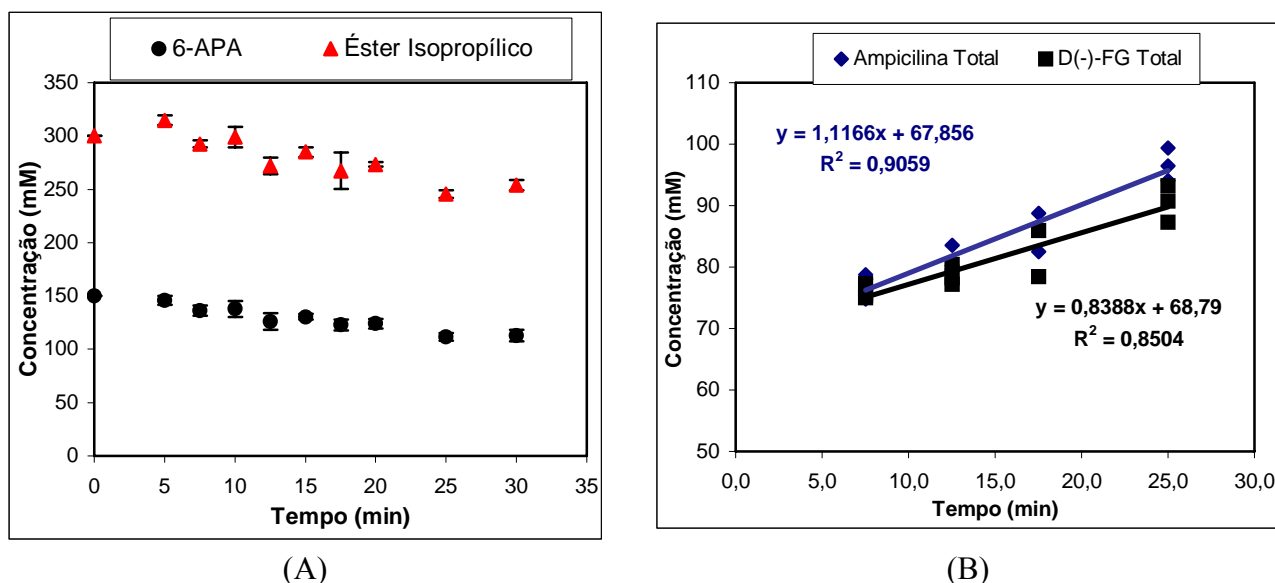 6-APA
Éster Isopropílico
350
300
250
200
150
100
50
0
Concentração (mM)
0 5 10 15 20 25 30 35
Tempo (min)
(A)
Ampicilina Total
D(-)-FG Total
110
100
90
80
70
60
50
Concentração (mM)
y = 1,1166x + 67,856
R² = 0,9059
y = 0,8388x + 68,79
R² = 0,8504
0,0 5,0 10,0 15,0 20,0 25,0 30,0
Tempo (min)
(B)